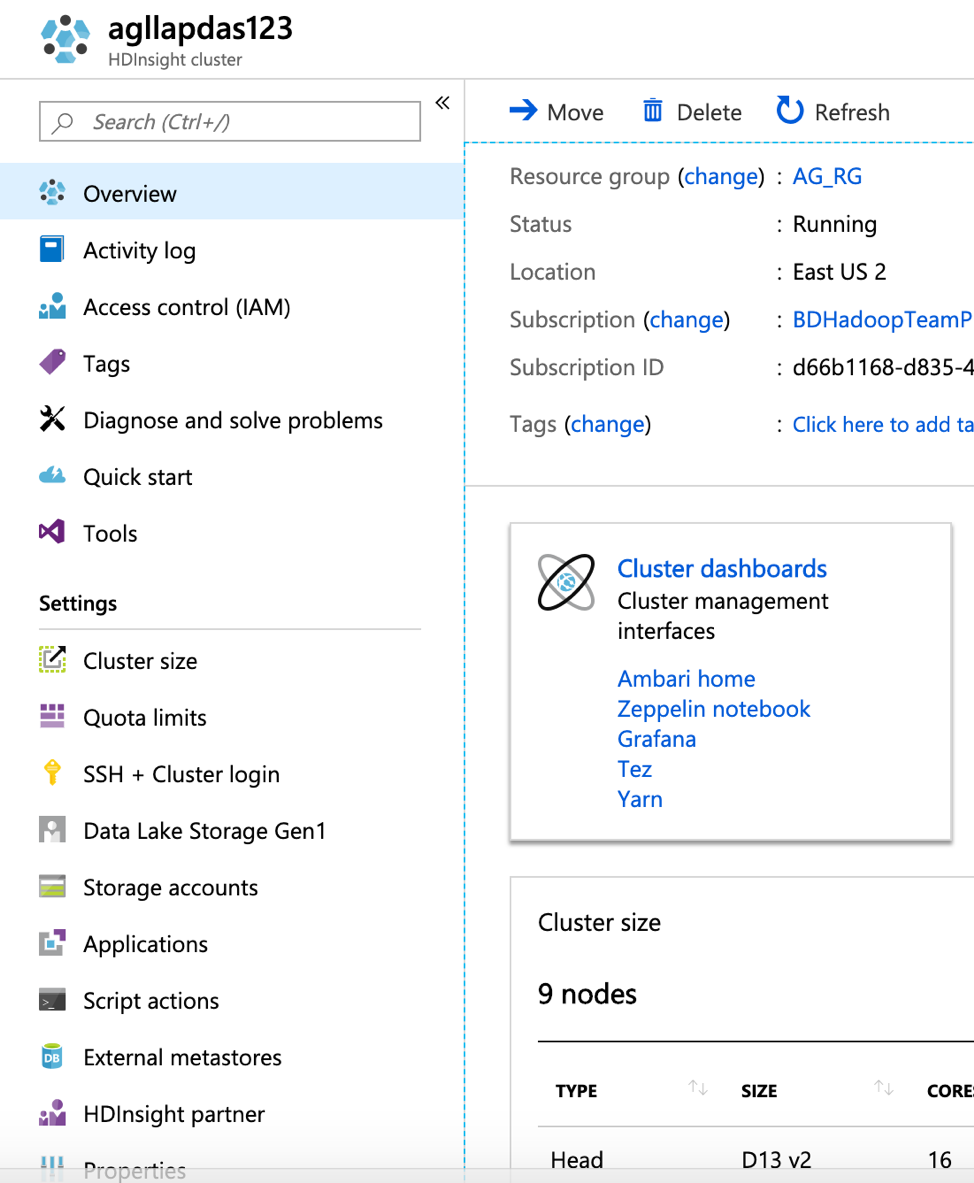 agllapdas123
HDInsight cluster
Search (Ctrl+/)
«
Overview
Activity log
Access control (IAM)
Tags
Diagnose and solve problems
Quick start
Tools
Settings
Cluster size
Quota limits
SSH + Cluster login
Data Lake Storage Gen1
Storage accounts
Applications
Script actions
External metastores
HDInsight partner
Properties
Move Delete Refresh
Resource group (change) : AG_RG
Status : Running
Location : East US 2
Subscription (change) : BDHadoopTeamP
Subscription ID : d66b1168-d835-4
Tags (change) : Click here to add ta
Cluster dashboards
Cluster management
interfaces
Ambari home
Zeppelin notebook
Grafana
Tez
Yarn
Cluster size
9 nodes
TYPE ↑↓ SIZE ↑↓ CORES
Head D13 v2 16